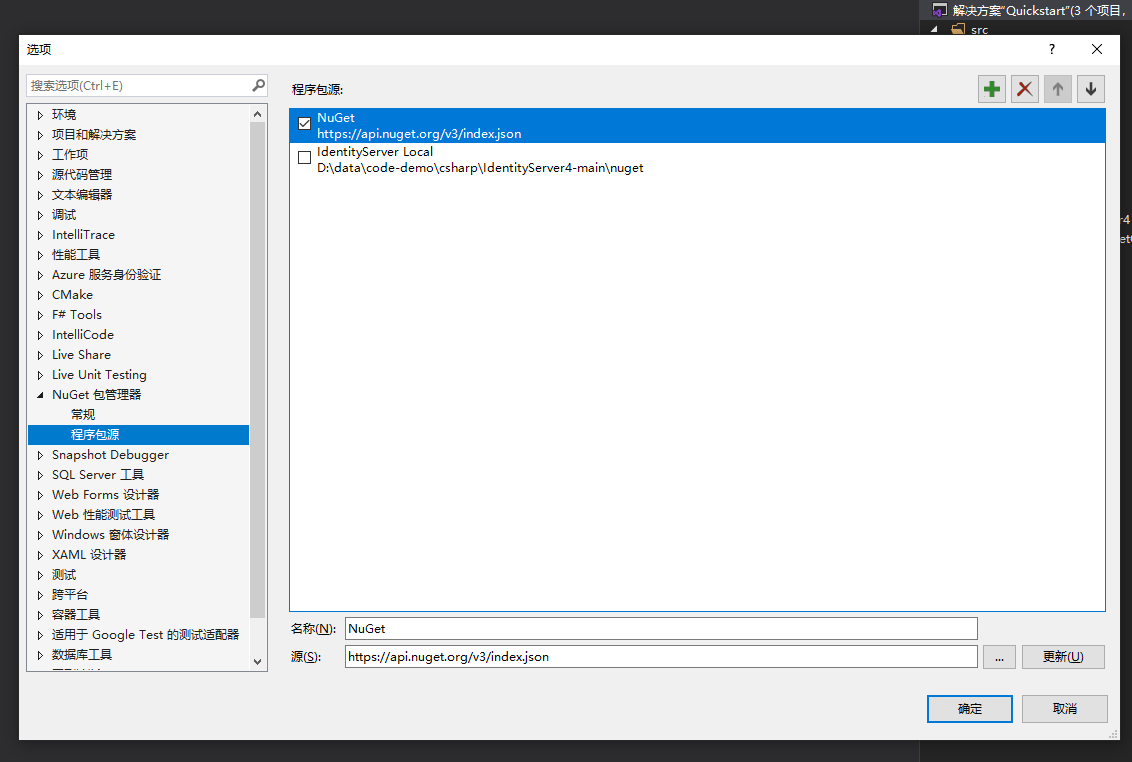 解决方案"Quickstart"(3 个项目,
src
选项
搜索选项(Ctrl+E)
环境
项目和解决方案
工作项
源代码管理
文本编辑器
调试
IntelliTrace
性能工具
Azure 服务身份验证
CMake
F# Tools
IntelliCode
Live Share
Live Unit Testing
NuGet 包管理器
常规
程序包源
Snapshot Debugger
SQL Server 工具
Web Forms 设计器
Web 性能测试工具
Windows 窗体设计器
XAML 设计器
测试
跨平台
容器工具
适用于 Google Test 的测试适配器
数据库工具
程序包源:
NuGet
https://api.nuget.org/v3/index.json
IdentityServer Local
D:\data\code-demo\csharp\IdentityServer4-main\nuget
名称(N): NuGet
源(S): https://api.nuget.org/v3/index.json
... 更新(U)
确定 取消